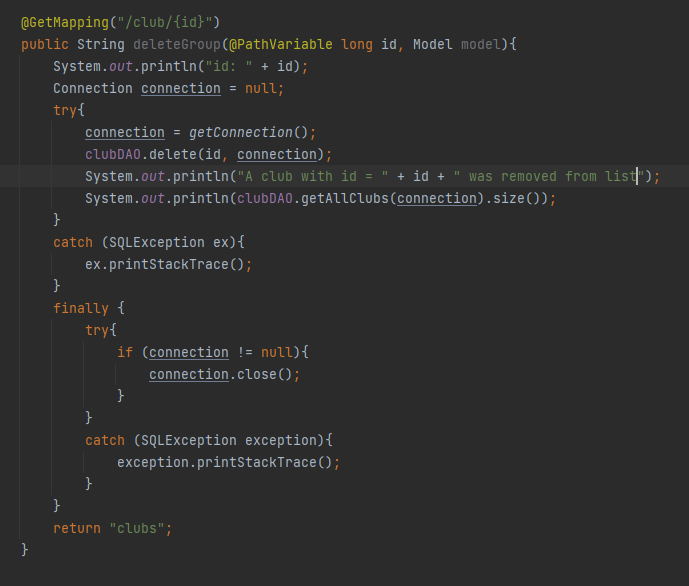 @GetMapping("/club/{id}")
public String deleteGroup(@PathVariable long id, Model model){
System.out.println("id: " + id);
Connection connection = null;
try{
connection = getConnection();
clubDAO.delete(id, connection);
System.out.println("A club with id = " + id + " was removed from list");
System.out.println(clubDAO.getAllClubs(connection).size());
}
catch (SQLException ex){
ex.printStackTrace();
}
finally {
try{
if (connection != null){
connection.close();
}
}
catch (SQLException exception){
exception.printStackTrace();
}
}
return "clubs";
}